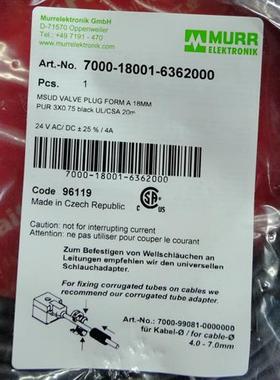 Murrelektronik GmbH
D-71570 Oppenweiler
Tel.: +49 7191 - 470
www.murrelektronik.com
MURR
ELEKTRONIK
Art.-No. 7000-18001-6362000
Pcs. 1
MSUD VALVE PLUG FORM A 18MM
PUR 3X0.75 black UL/CSA 20m
24 V AC/ DC ± 25 % / 4A
7000-18001-6362000
Code 96119
Made in Czech Republic
Caution: not for interrupting current
Attention: ne pas utiliser pour couper le courant
Zum Befestigen von Wellschläuchen an
Leitungen empfehlen wir den universellen
Schlauchadapter.
For fixing corrugated tubes on cables we
recommend our corrugated tube adapter.
Art.-No.: 7000-99081-0000000
für Kabel-Ø / for cable-Ø
4.0 - 7.0mm